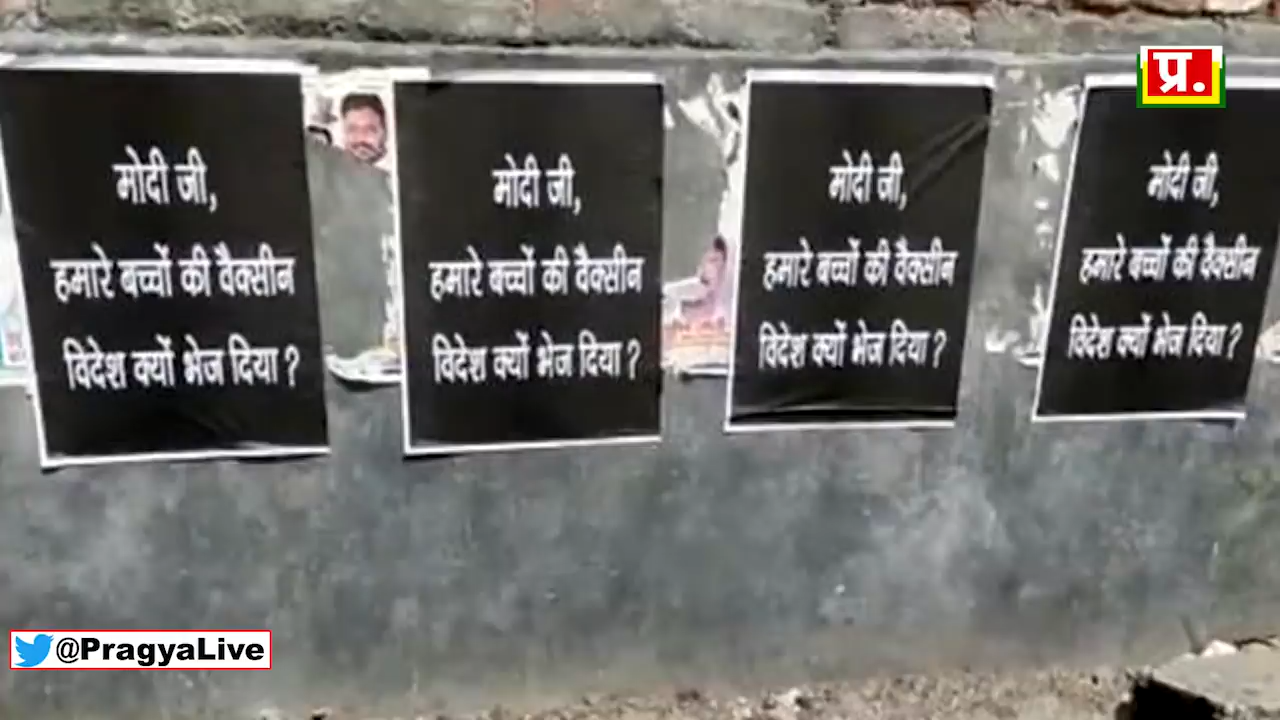 प्र.
मोदी जी,
हमारे बच्चों की वैक्सीन
विदेश क्यों भेज दिया ?
मोदी जी,
हमारे बच्चों की वैक्सीन
विदेश क्यों भेज दिया ?
मोदी जी,
हमारे बच्चों की वैक्सीन
विदेश क्यों भेज दिया ?
मोदी जी,
हमारे बच्चों की वैक्सीन
विदेश क्यों भेज दिया ?
@PragyaLive